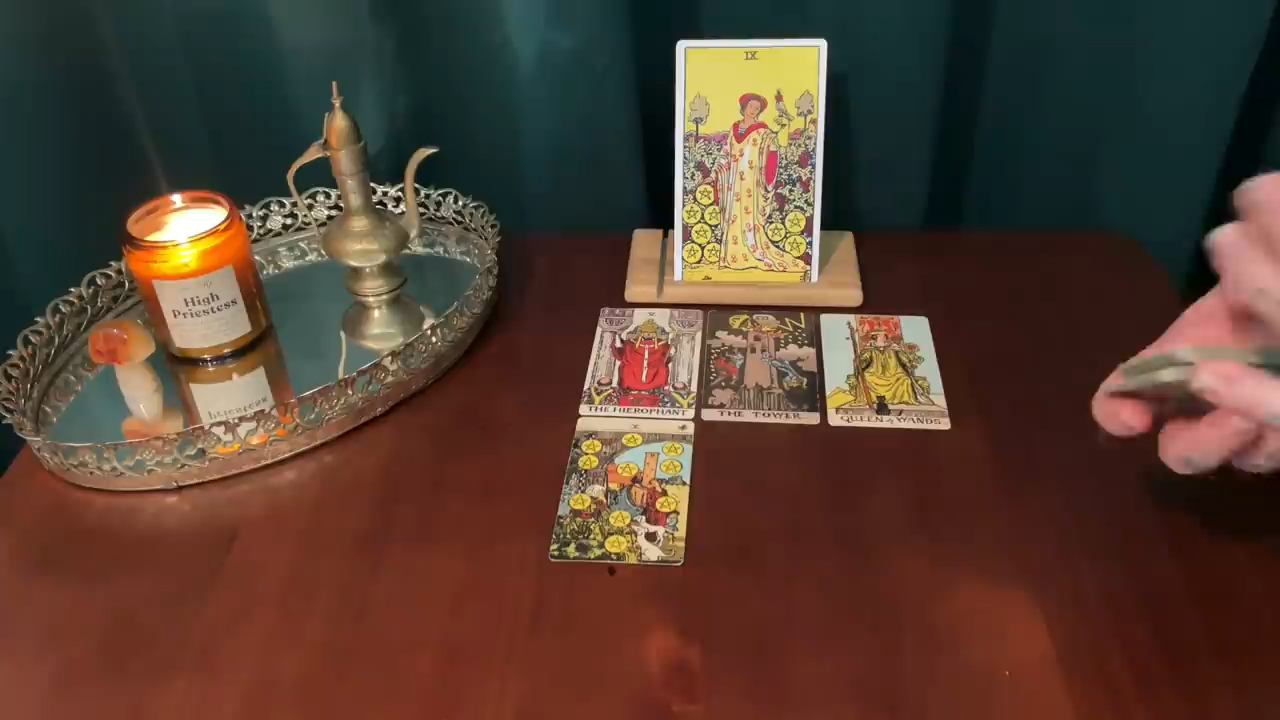 IX
High
Priestess
V
THE HIEROPHANT
THE TOWER
QUEEN of WANDS
X